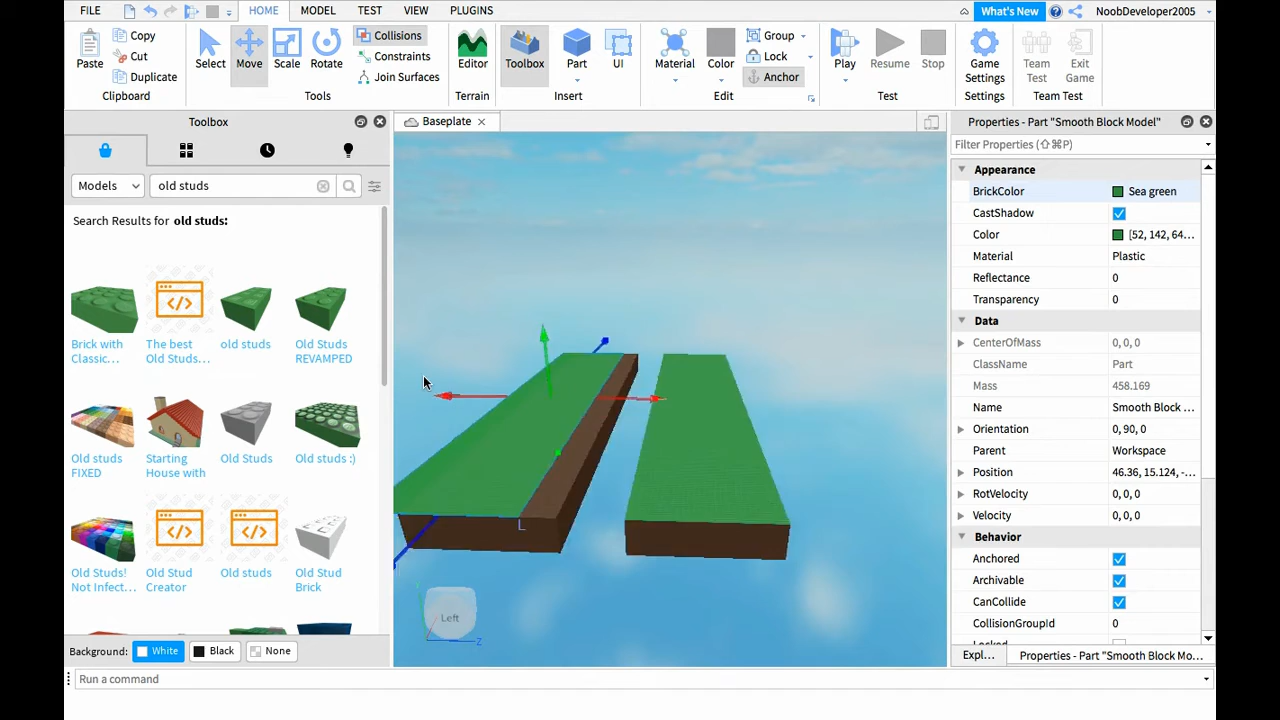 FILE HOME MODEL TEST VIEW PLUGINS What's New NoobDeveloper2005
Paste Copy Cut Duplicate Clipboard
Select Move Scale Rotate Collisions Constraints Join Surfaces Tools
Editor Terrain
Toolbox Part UI Insert
Material Color Group Lock Anchor Edit
Play Resume Stop Test
Game Settings Settings
Team Test Exit Game Team Test
Toolbox
Models old studs
Search Results for old studs:
Brick with Classic...
The best Old Studs...
old studs
Old Studs REVAMPED
Old studs FIXED
Starting House with
Old Studs
Old studs :)
Old Studs! Not Infect...
Old Stud Creator
Old studs
Old Stud Brick
Background: White Black None
Run a command
Baseplate
L
Left
Z
Properties - Part "Smooth Block Model"
Filter Properties (⇧⌘P)
Appearance
BrickColor Sea green
CastShadow
Color [52, 142, 64...
Material Plastic
Reflectance 0
Transparency 0
Data
CenterOfMass 0, 0, 0
ClassName Part
Mass 458.169
Name Smooth Block ...
Orientation 0, 90, 0
Parent Workspace
Position 46.36, 15.124, -...
RotVelocity 0, 0, 0
Velocity 0, 0, 0
Behavior
Anchored
Archivable
CanCollide
CollisionGroupId 0
Expl... Properties - Part "Smooth Block Mo...